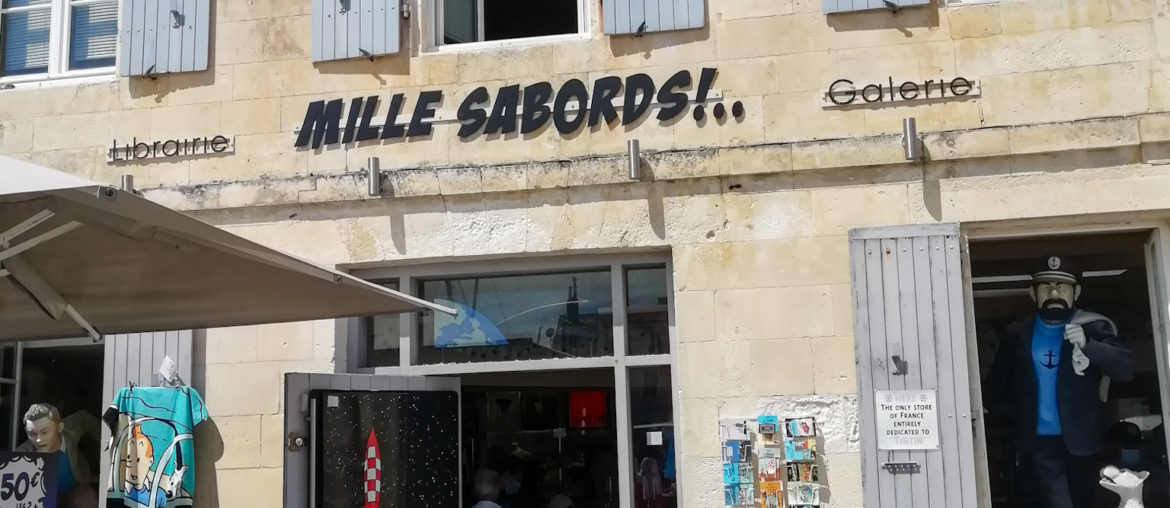 Librairie
MILLE SABORDS!..
Galerie
HERE
THE ONLY STORE
OF FRANCE
ENTIRELY
DEDICATED TO
TINTIN
50€